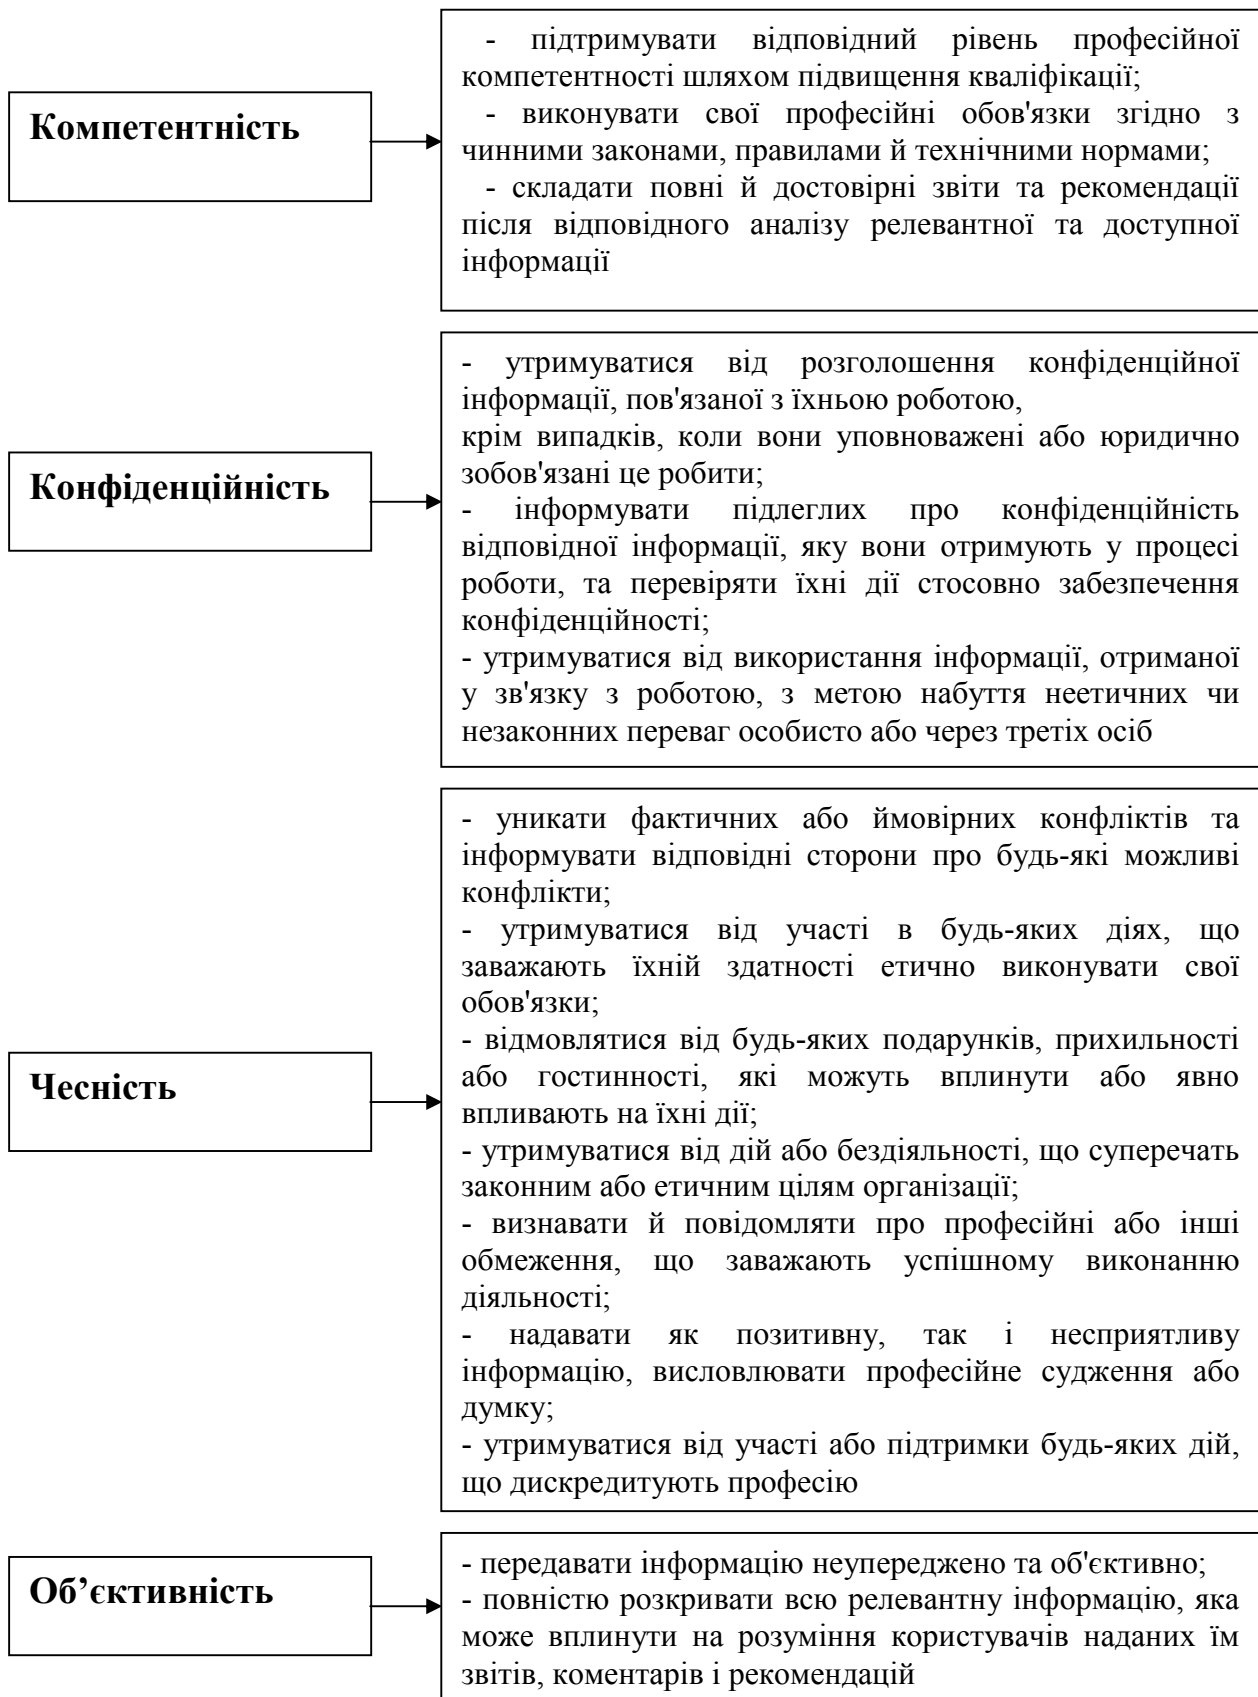 Компетентність
- підтримувати відповідний рівень професійної
компетентності шляхом підвищення кваліфікації;
- виконувати свої професійні обов'язки згідно з
чинними законами, правилами й технічними нормами;
- складати повні й достовірні звіти та рекомендації
після відповідного аналізу релевантної та доступної
інформації
Конфіденційність
- утримуватися від розголошення конфіденційної
інформації, пов'язаної з їхньою роботою,
крім випадків, коли вони уповноважені або юридично
зобов'язані це робити;
- інформувати підлеглих про конфіденційність
відповідної інформації, яку вони отримують у процесі
роботи, та перевіряти їхні дії стосовно забезпечення
конфіденційності;
- утримуватися від використання інформації, отриманої
у зв'язку з роботою, з метою набуття неетичних чи
незаконних переваг особисто або через третіх осіб
Чесність
- уникати фактичних або ймовірних конфліктів та
інформувати відповідні сторони про будь-які можливі
конфлікти;
- утримуватися від участі в будь-яких діях, що
заважають їхній здатності етично виконувати свої
обов'язки;
- відмовлятися від будь-яких подарунків, прихильності
або гостинності, які можуть вплинути або явно
впливають на їхні дії;
- утримуватися від дій або бездіяльності, що суперечать
законним або етичним цілям організації;
- визнавати й повідомляти про професійні або інші
обмеження, що заважають успішному виконанню
діяльності;
- надавати як позитивну, так і несприятливу
інформацію, висловлювати професійне судження або
думку;
- утримуватися від участі або підтримки будь-яких дій,
що дискредитують професію
Об’єктивність
- передавати інформацію неупереджено та об'єктивно;
- повністю розкривати всю релевантну інформацію, яка
може вплинути на розуміння користувачів наданих їм
звітів, коментарів і рекомендацій